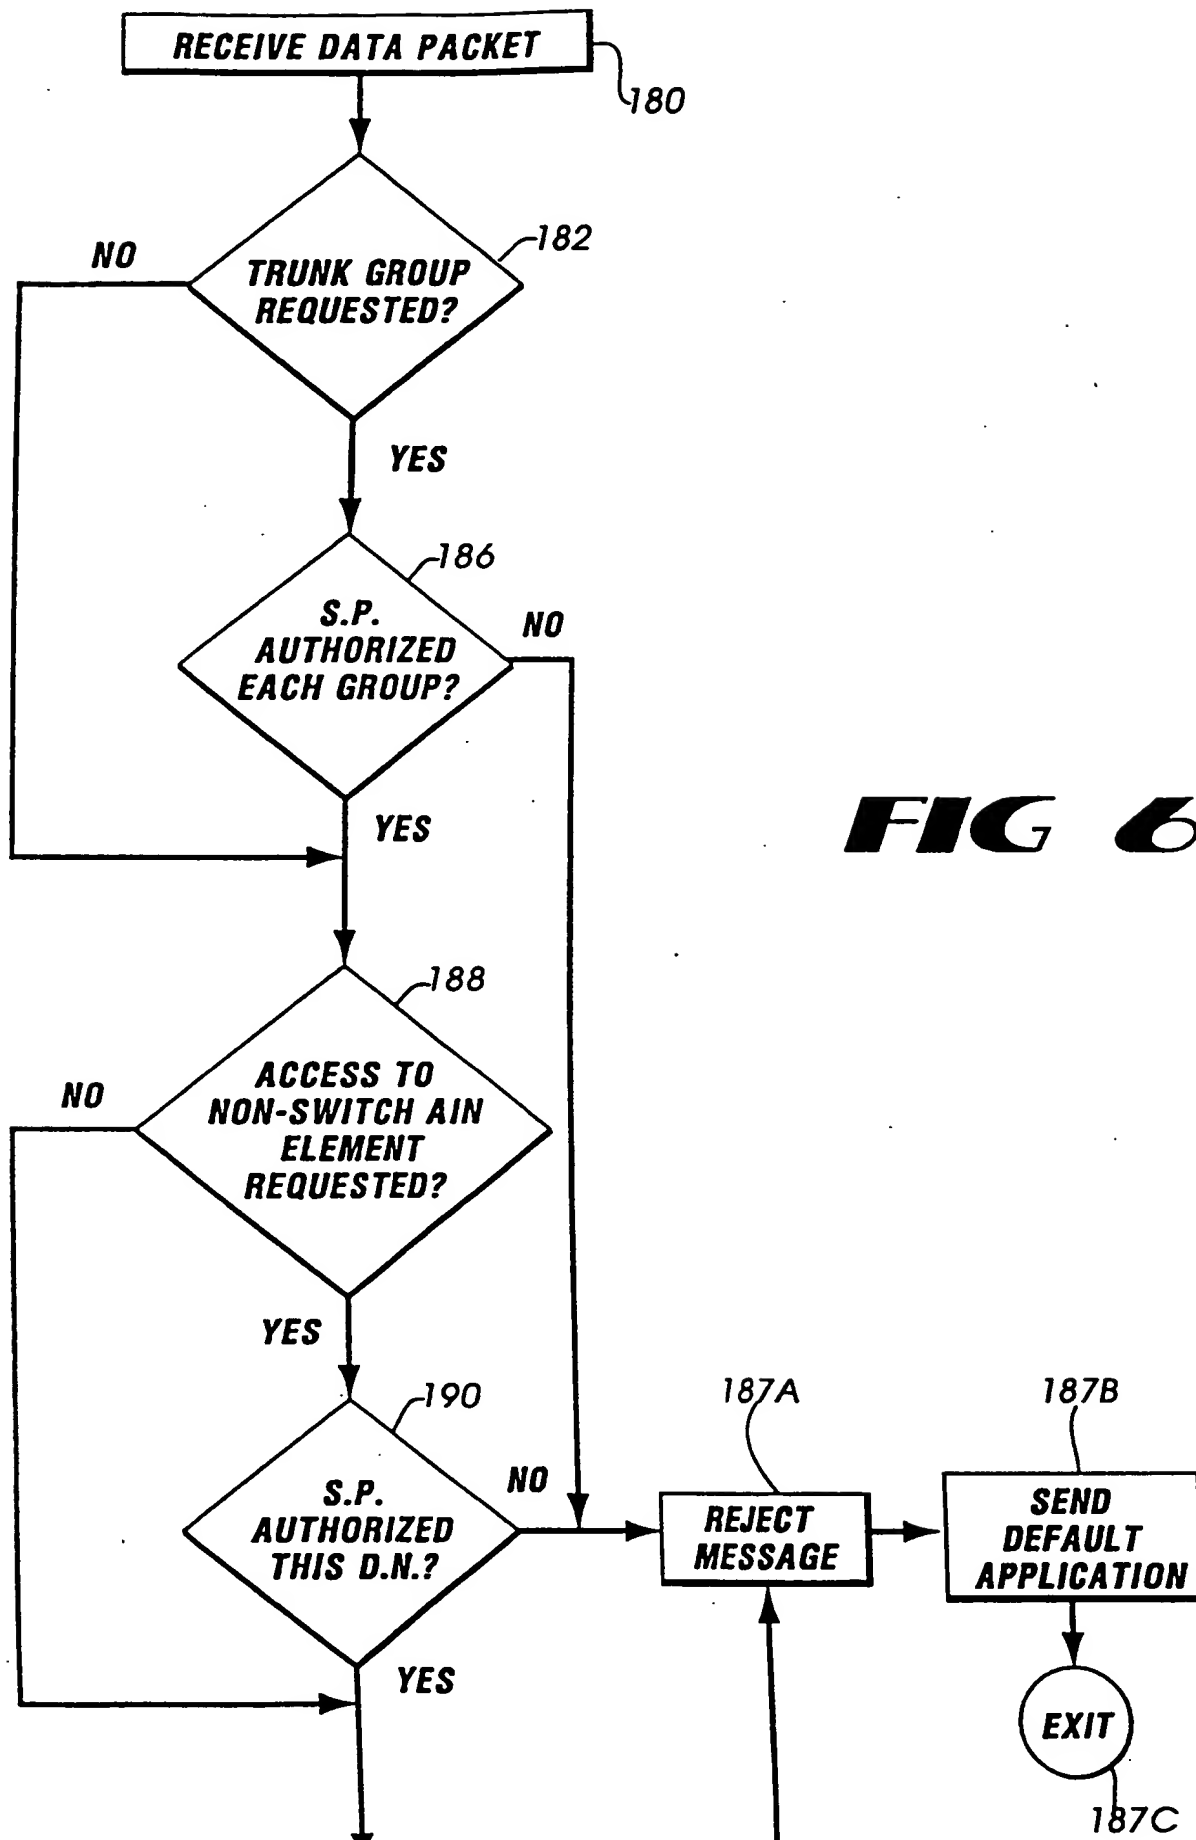 RECEIVE DATA PACKET
180
182
NO
TRUNK GROUP
REQUESTED?
YES
186
S.P.
AUTHORIZED
EACH GROUP?
NO
YES
FIG 6
188
ACCESS TO
NON-SWITCH AIN
ELEMENT
REQUESTED?
NO
YES
190
S.P.
AUTHORIZED
THIS D.N.?
NO
187A
REJECT
MESSAGE
187B
SEND
DEFAULT
APPLICATION
YES
EXIT
187C